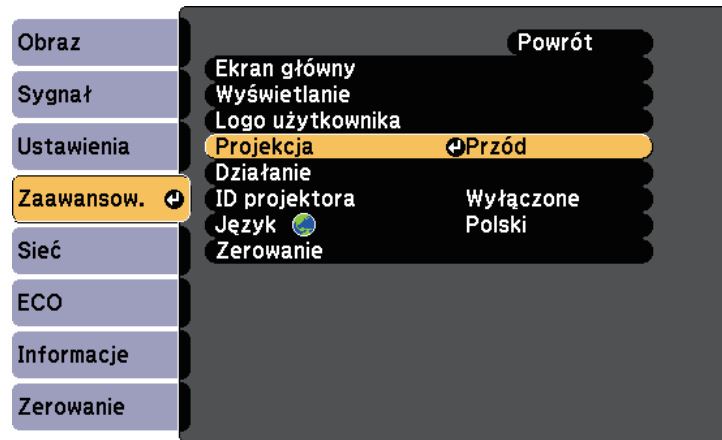 Obraz
Sygnał
Ustawienia
Zaawansow.
Sieć
ECO
Informacje
Zerowanie
Powrót
Ekran główny
Wyświetlanie
Logo użytkownika
Projekcja Przód
Działanie
ID projektora Wyłączone
Język Polski
Zerowanie